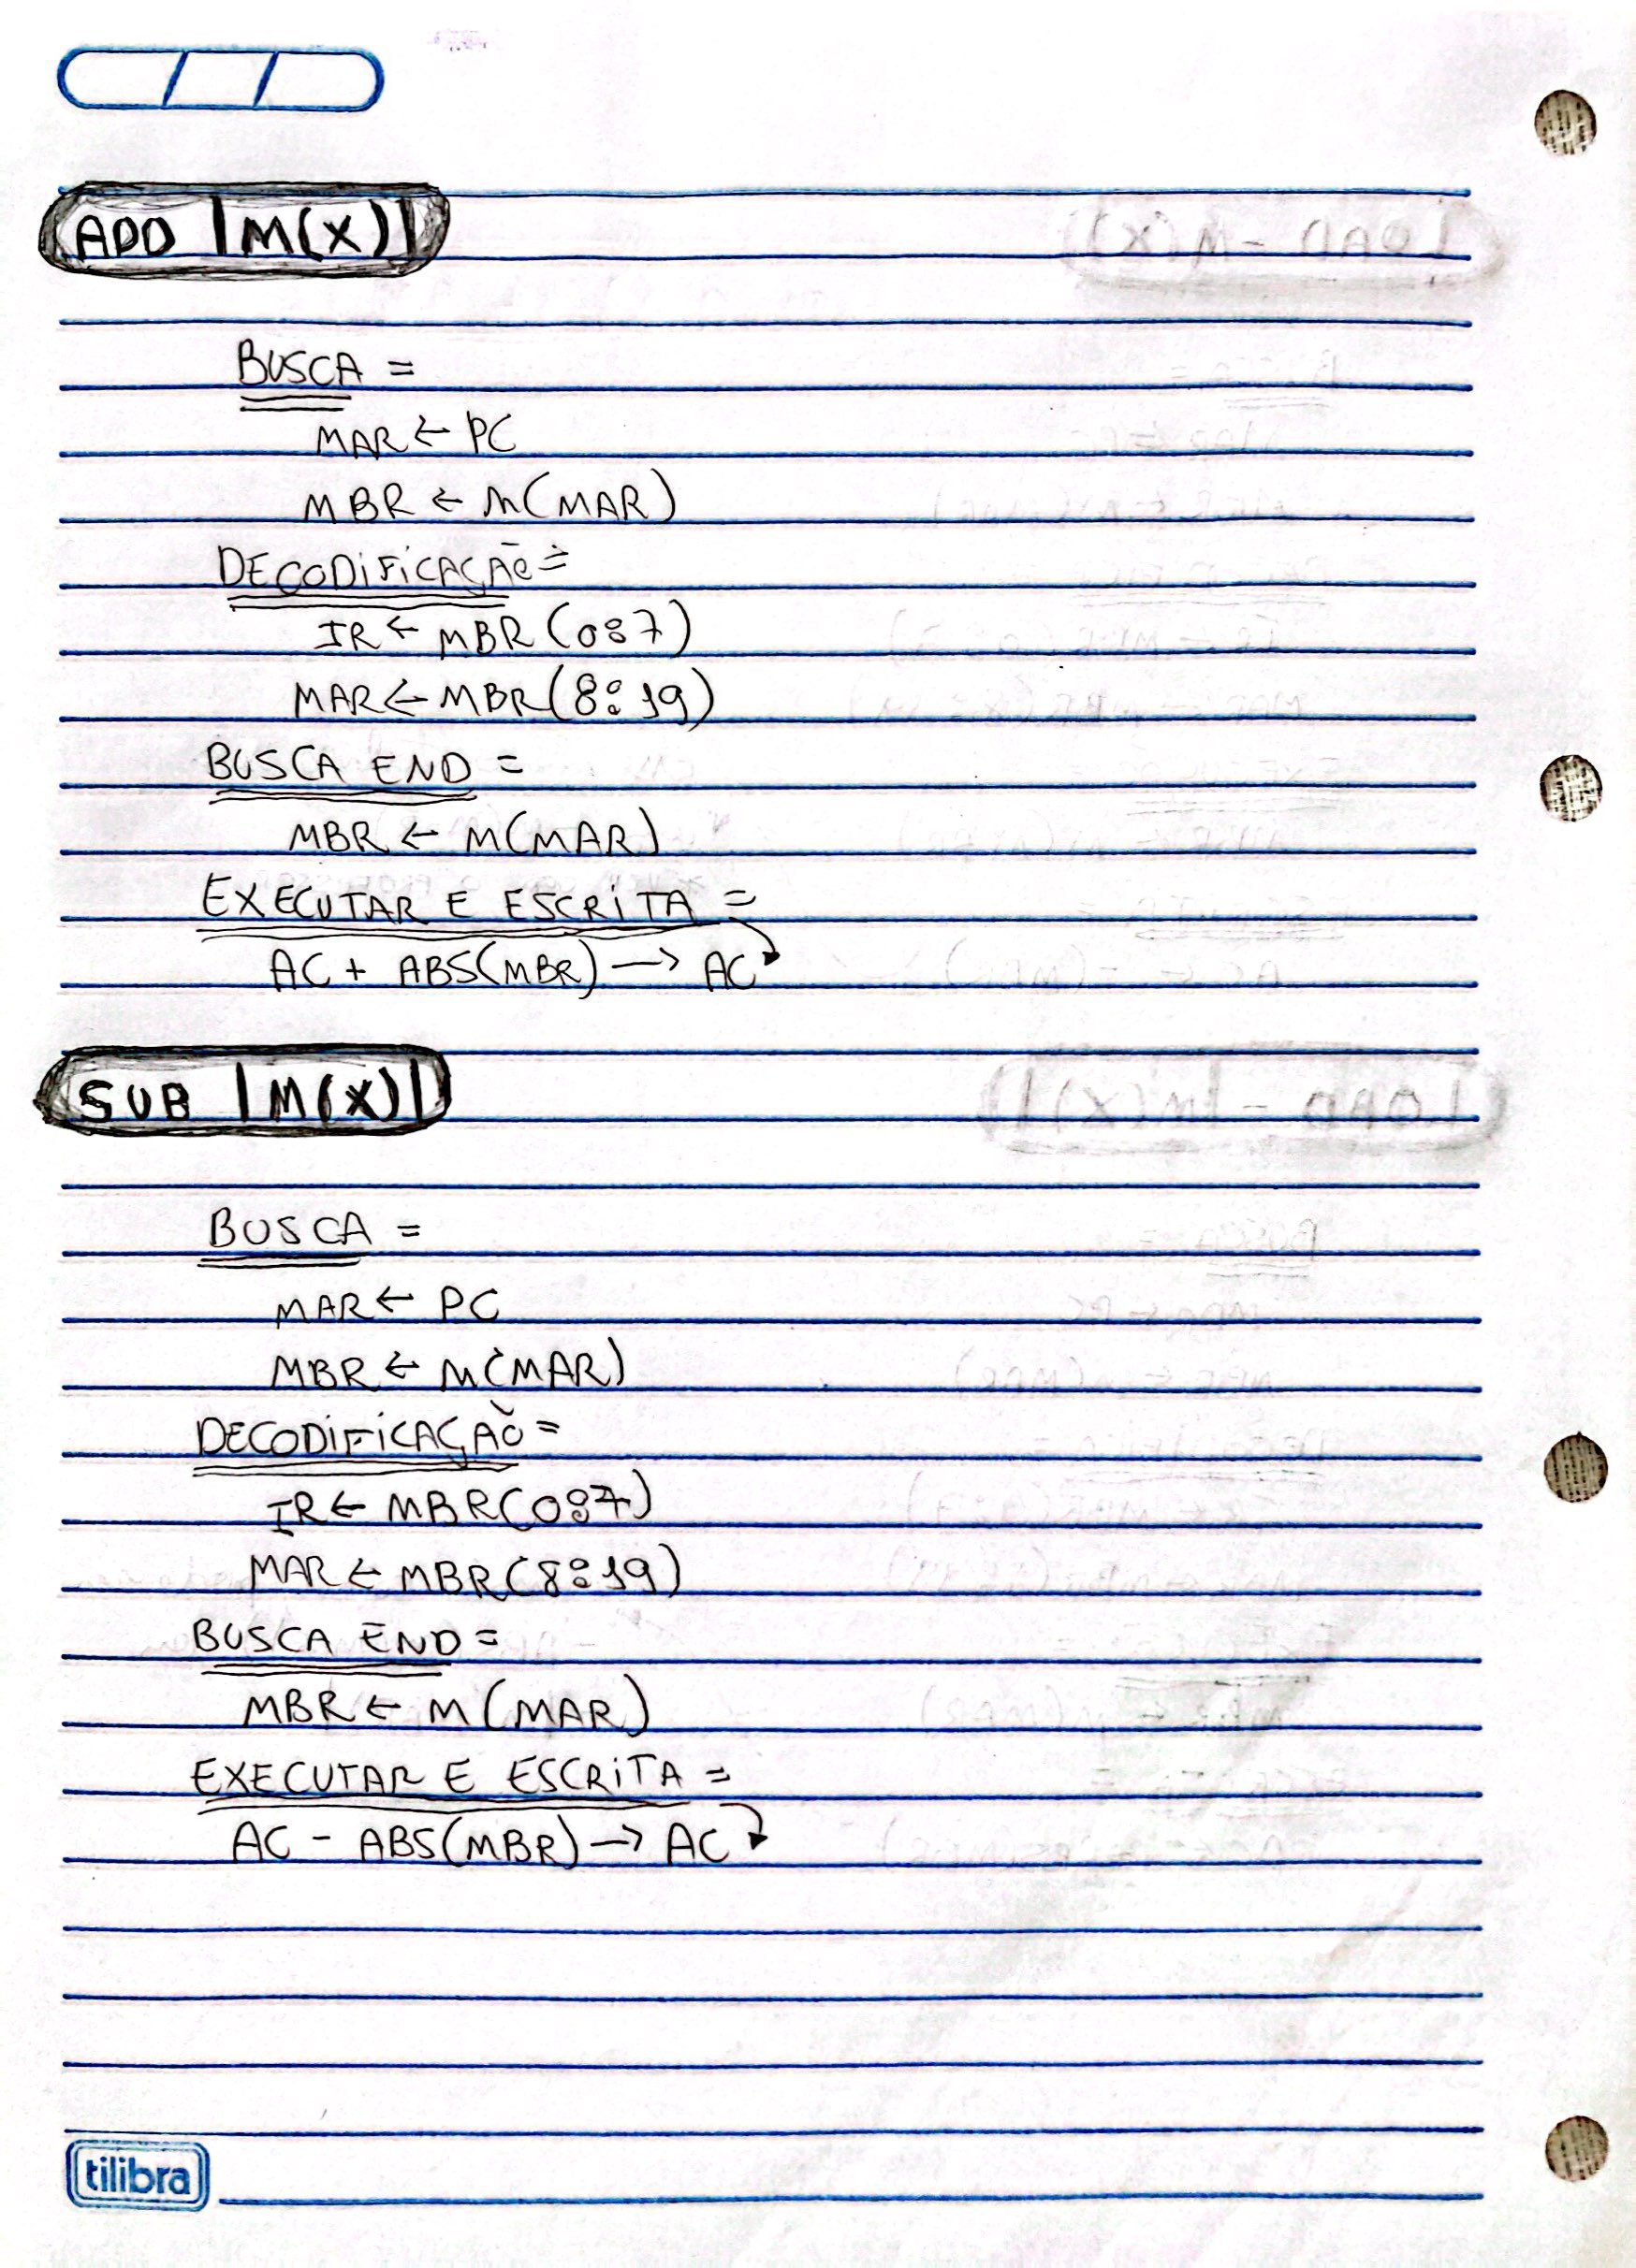 ADD |M(X)|
BUSCA =
MAR ← PC
MBR ← M(MAR)
DECODIFICAÇÃO =
IR ← MBR (0:7)
MAR ← MBR(8:19)
BUSCA END =
MBR ← M(MAR)
EXECUTAR E ESCRITA =
AC + ABS(MBR) → AC
SUB |M(X)|
BUSCA =
MAR ← PC
MBR ← M(MAR)
DECODIFICAÇÃO =
IR ← MBR(0:7)
MAR ← MBR(8:19)
BUSCA END =
MBR ← M(MAR)
EXECUTAR E ESCRITA =
AC - ABS(MBR) → AC
tilibra